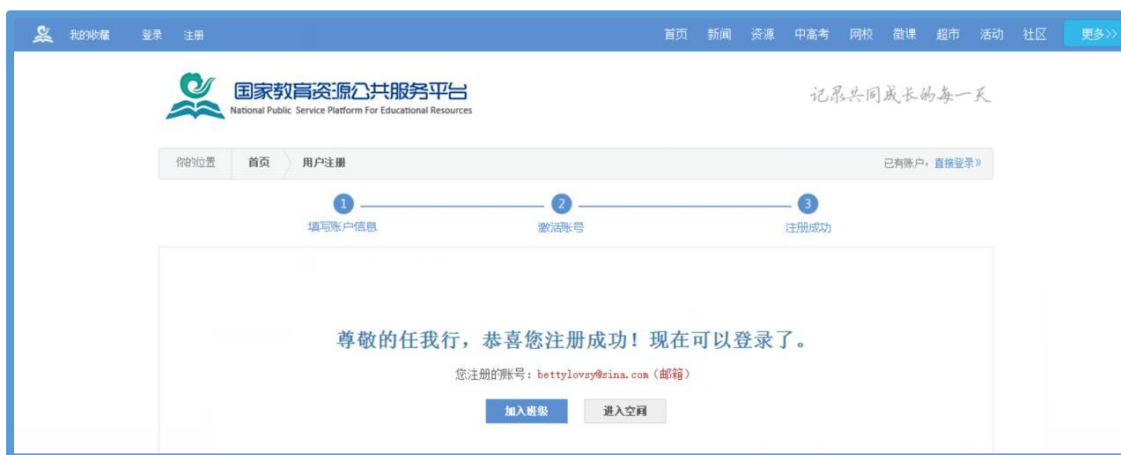 我的收藏 登录 注册 首页 新闻 资源 中高考 网校 微课 超市 活动 社区 更多>>
国家教育资源公共服务平台
National Public Service Platform For Educational Resources
记录共同成长的每一天
你的位置 首页 用户注册 已有账户，直接登录》
1 2 3
填写账户信息 激活账号 注册成功
尊敬的任我行，恭喜您注册成功！现在可以登录了。
您注册的账号：bettylovsy@sina.com（邮箱）
加入班级 进入空间